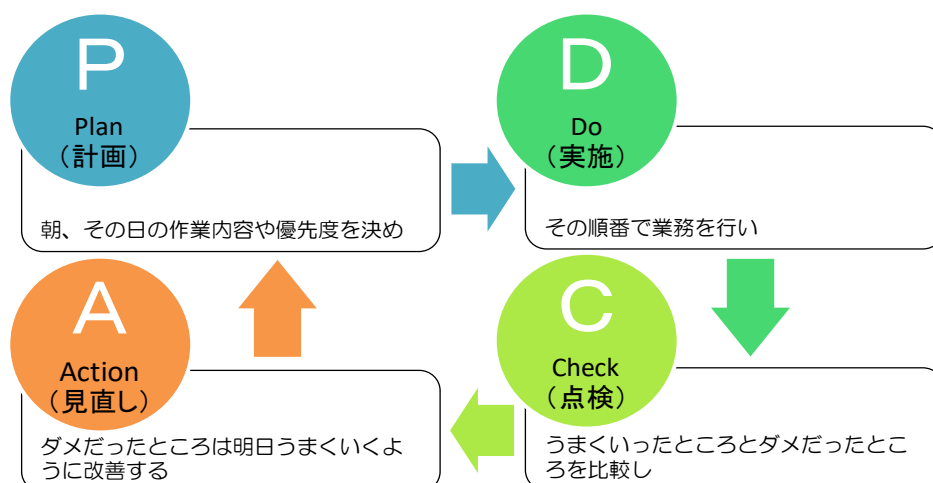 P
Plan
（計画）
朝、その日の作業内容や優先度を決め
D
Do
（実施）
その順番で業務を行い
C
Check
（点検）
うまくいったところとダメだったとこ
ろを比較し
A
Action
（見直し）
ダメだったところは明日うまくいくよ
うに改善する